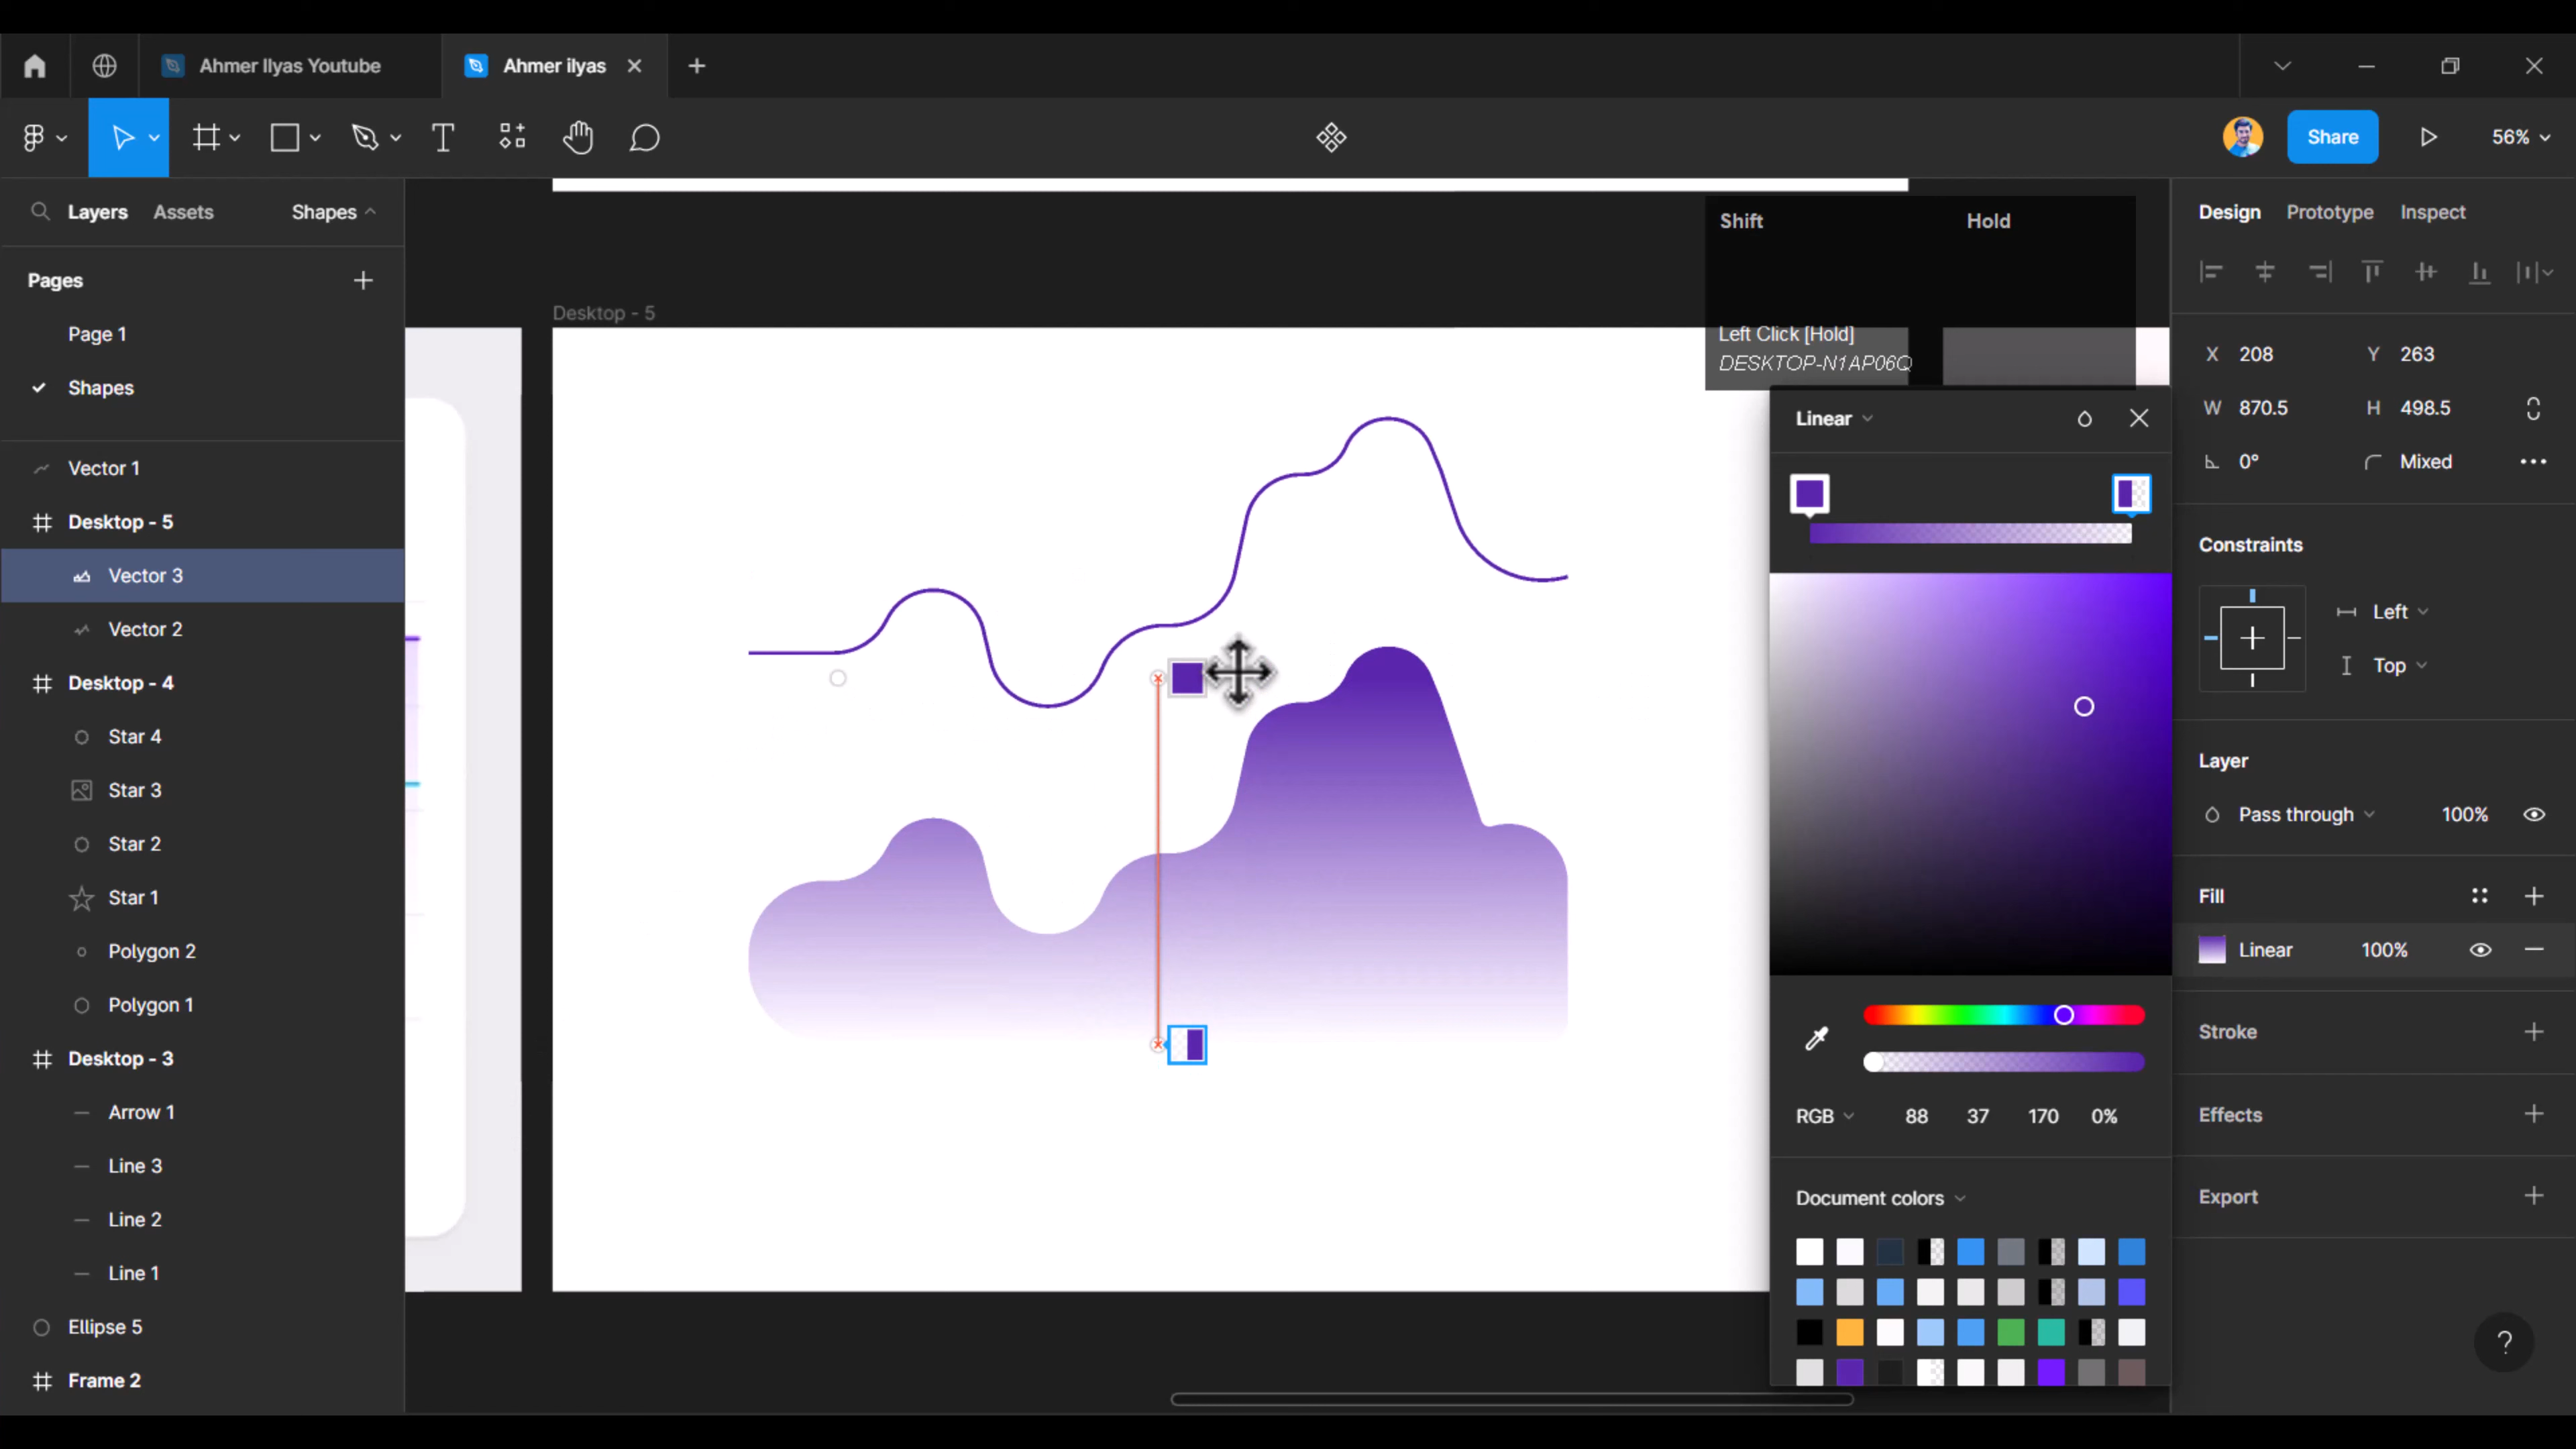 Ahmer Ilyas Youtube
Ahmer ilyas
Share
56%
Layers
Assets
Shapes
Pages
Page 1
Shapes
Vector 1
Desktop - 5
Vector 3
Vector 2
Desktop - 4
Star 4
Star 3
Star 2
Star 1
Polygon 2
Polygon 1
Desktop - 3
Arrow 1
Line 3
Line 2
Line 1
Ellipse 5
Frame 2
Desktop - 5
Shift
Hold
Left Click [Hold]
DESKTOP-N1AP06Q
Linear
RGB 88 37 170 0%
Document colors
Design
Prototype
Inspect
X 208 Y 263
W 870.5 H 498.5
0° Mixed
Constraints
Left
Top
Layer
Pass through 100%
Fill
Linear 100%
Stroke
Effects
Export
?